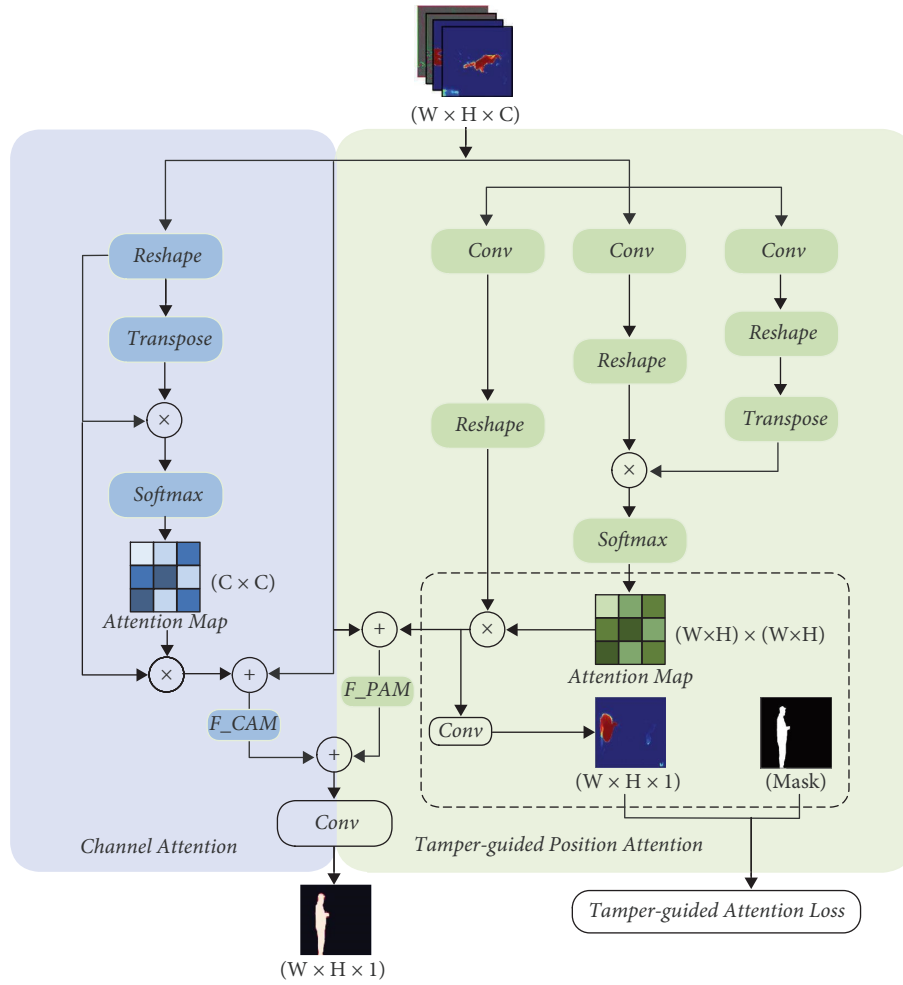 (W × H × C)
Reshape
Conv
Conv
Conv
Transpose
Reshape
Reshape
×
Reshape
Transpose
×
Softmax
Softmax
(C × C)
Attention Map
+
×
(W×H) × (W×H)
Attention Map
×
+
F_PAM
F_CAM
Conv
+
(W × H × 1)
(Mask)
Conv
Channel Attention
Tamper-guided Position Attention
Tamper-guided Attention Loss
(W × H × 1)